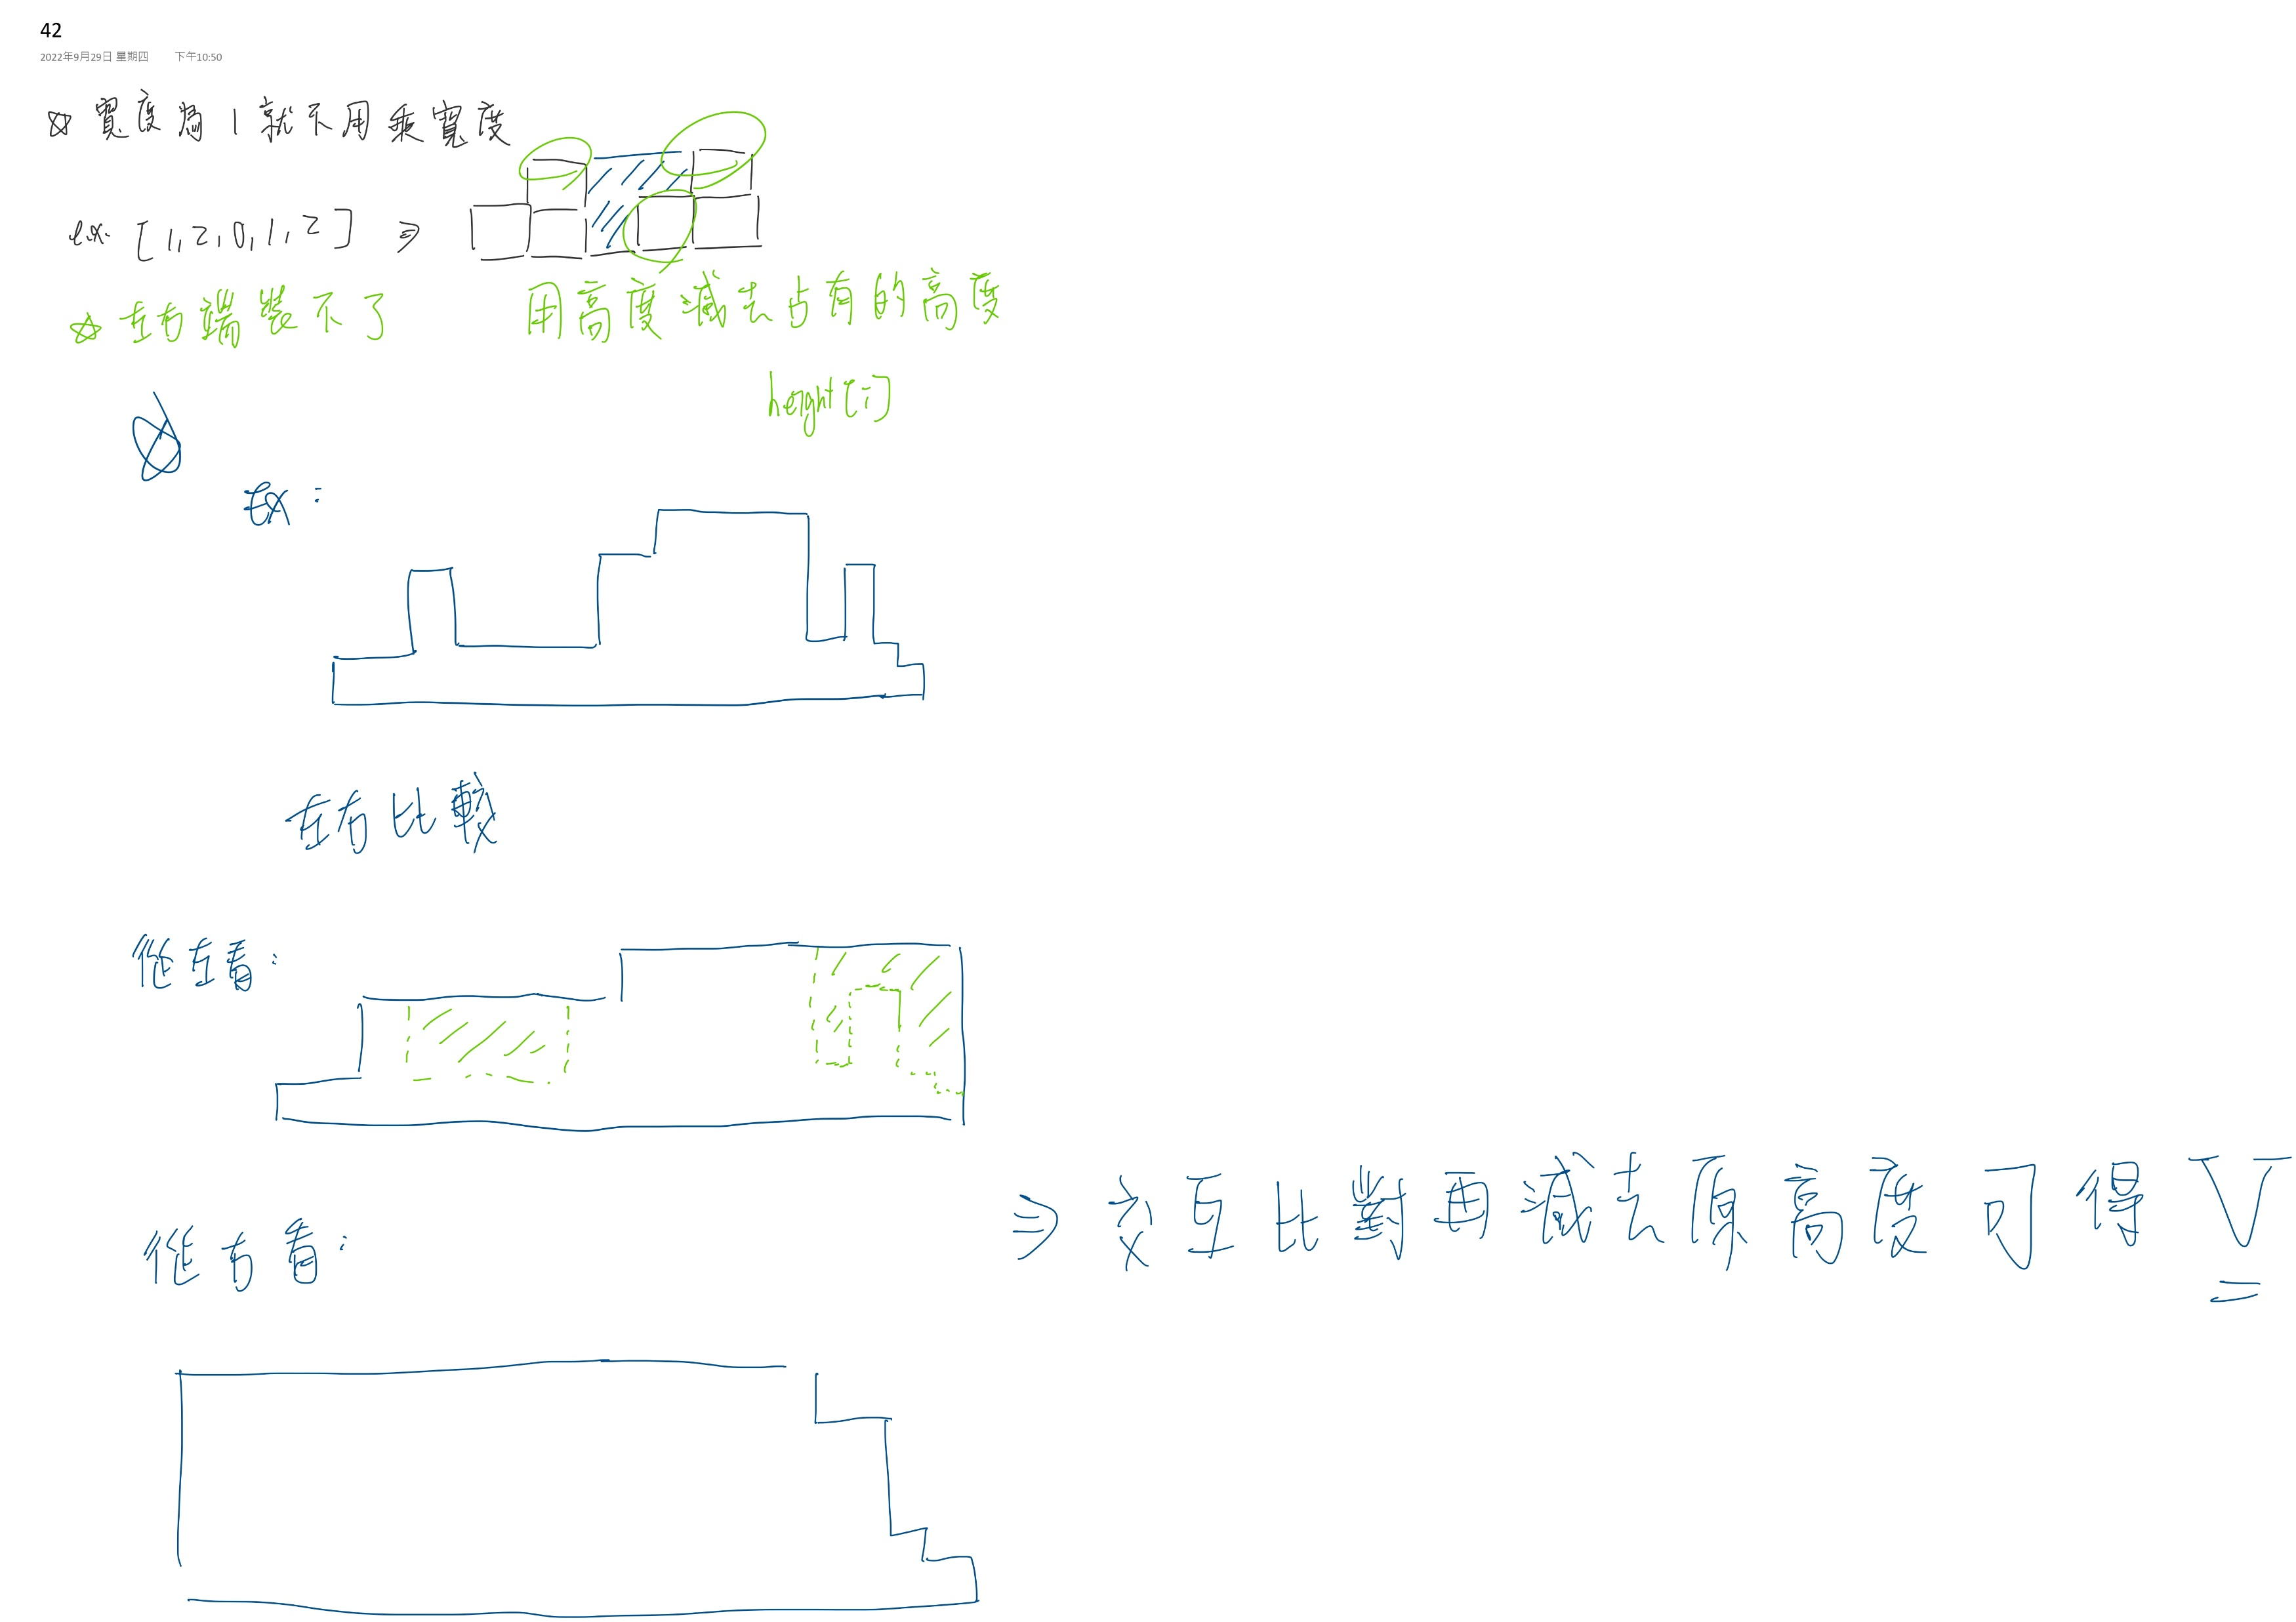 42
2022年9月29日 星期四 下午10:50
☆ 寬度為1就不用乘寬度
ex. [1,2,0,1,2] ⇒
☆ 左右端裝不了
用高度減去占有的高度
height[i]
☆
Ex:
左右比較
從左看:
⇒ 交互比對再減去原高度可得 V
從右看: